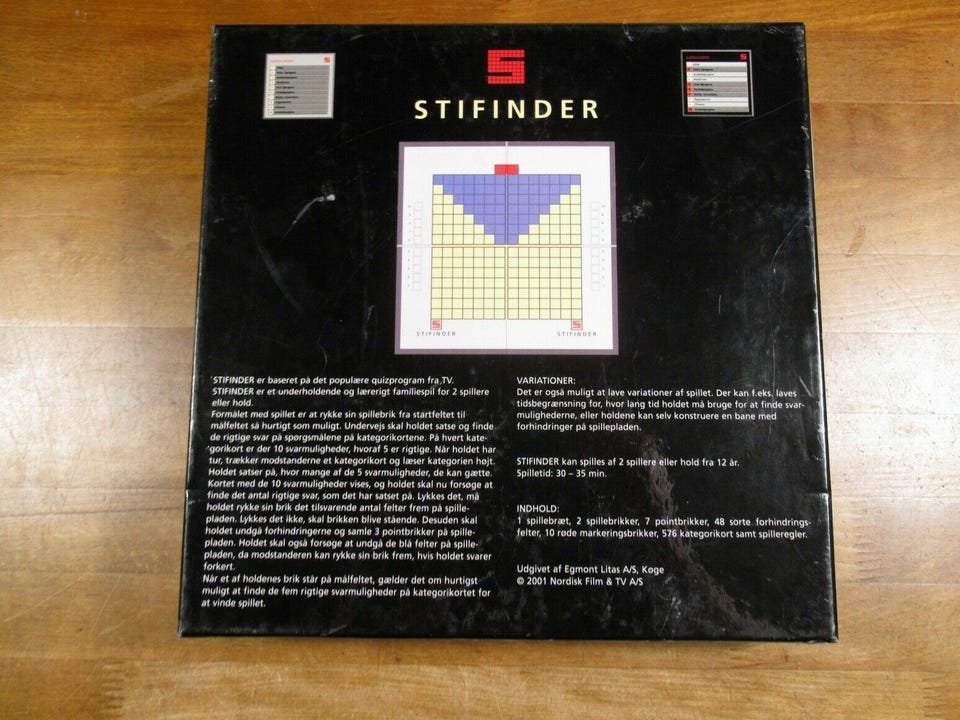 STIFINDER
STIFINDER
STIFINDER
STIFINDER er baseret på det populære quizprogram fra TV.
STIFINDER er et underholdende og lærerigt familiespil for 2 spillere
eller hold.
Formålet med spillet er at rykke sin spillebrik fra startfeltet til
målfeltet så hurtigt som muligt. Undervejs skal holdet satse og finde
de rigtige svar på spørgsmålene på kategorikortene. På hvert kate-
gorikort er der 10 svarmuligheder, hvoraf 5 er rigtige. Når holdet har
tur, trækker modstanderne et kategorikort og læser kategorien højt.
Holdet satser på, hvor mange af de 5 svarmuligheder, de kan gætte.
Kortet med de 10 svarmuligheder vises, og holdet skal nu forsøge at
finde det antal rigtige svar, som det har satset på. Lykkes det, må
holdet rykke sin brik det tilsvarende antal felter frem på spille-
pladen. Lykkes det ikke, skal brikken blive stående. Desuden skal
holdet undgå forhindringerne og samle 3 pointbrikker på spille-
pladen. Holdet skal også forsøge at undgå de blå felter på spille-
pladen, da modstanderen kan rykke sin brik frem, hvis holdet svarer
forkert.
Når et af holdenes brik står på målfeltet, gælder det om hurtigst
muligt at finde de fem rigtige svarmuligheder på kategorikortet for
at vinde spillet.
VARIATIONER:
Det er også muligt at lave variationer af spillet. Der kan f.eks. laves
tidsbegrænsning for, hvor lang tid holdet må bruge for at finde svar-
mulighederne, eller holdene kan selv konstruere en bane med
forhindringer på spillepladen.
STIFINDER kan spilles af 2 spillere eller hold fra 12 år.
Spilletid: 30 – 35 min.
INDHOLD:
1 spillebræt, 2 spillebrikker, 7 pointbrikker, 48 sorte forhindrings-
felter, 10 røde markeringsbrikker, 576 kategorikort samt spilleregler.
Udgivet af Egmont Litas A/S, Køge
© 2001 Nordisk Film & TV A/S